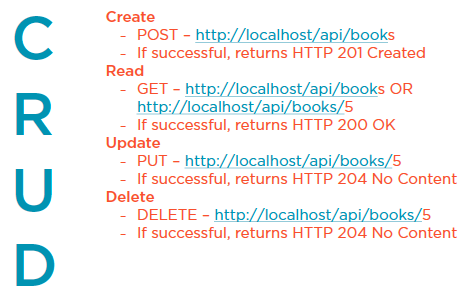 C
R
U
D
Create
- POST – http://localhost/api/books
- If successful, returns HTTP 201 Created
Read
- GET – http://localhost/api/books OR
http://localhost/api/books/5
- If successful, returns HTTP 200 OK
Update
- PUT – http://localhost/api/books/5
- If successful, returns HTTP 204 No Content
Delete
- DELETE – http://localhost/api/books/5
- If successful, returns HTTP 204 No Content